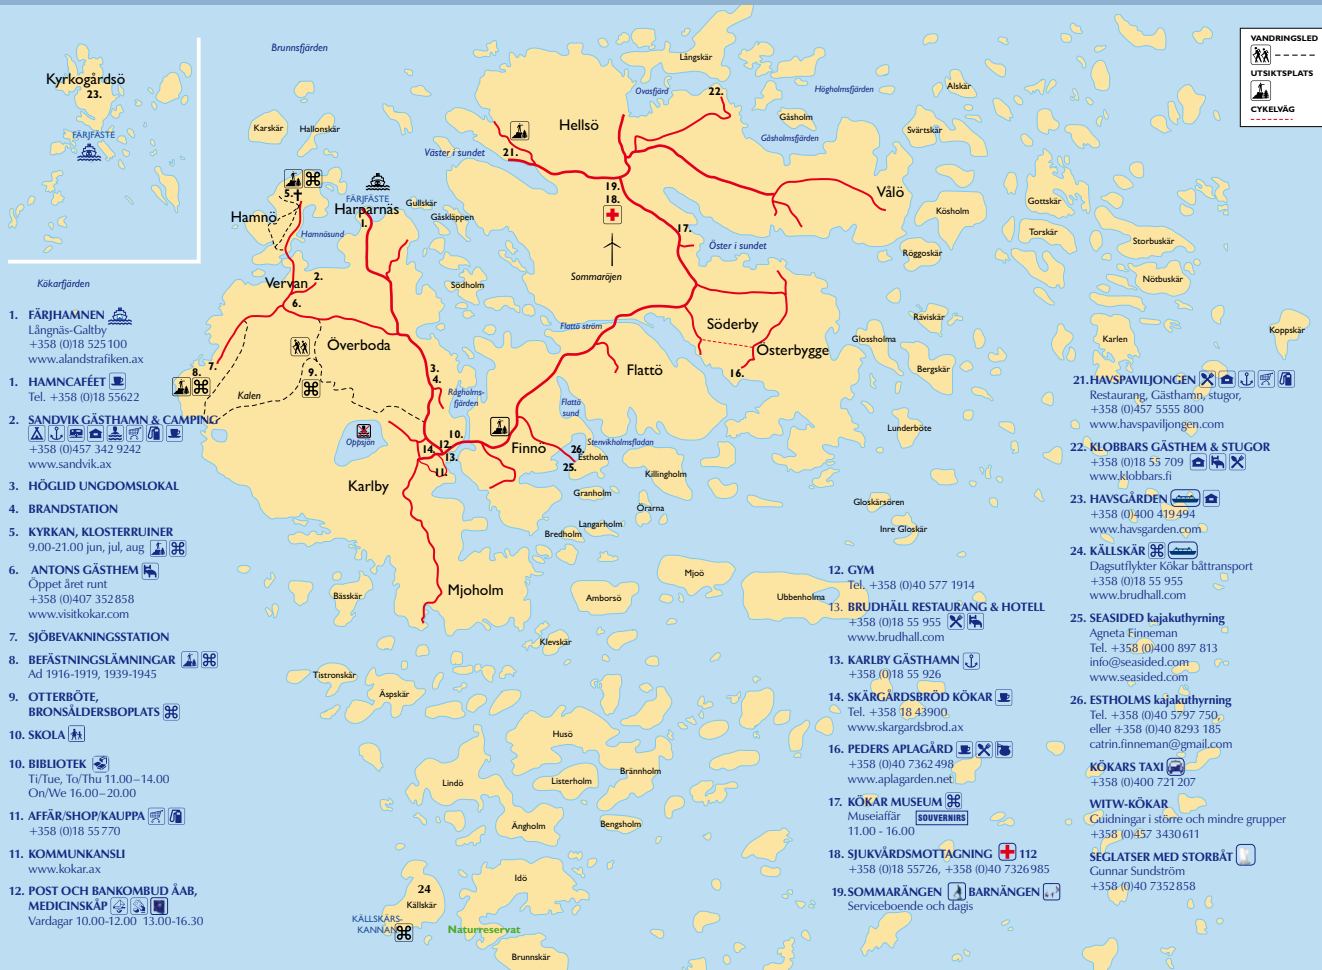 Kyrkogårdsö
23.
FÄRJFÄSTE
Brunnsfjärden
Långskär
Ovasfjärd
22.
Högholmsfjärden
Alskär
VANDRINGSLED
UTSIKTSPLATS
CYKELVÄG
Karskär
Hallonskär
Hellsö
Gåsholm
Gåsholmsfjärden
Svärtskär
Väster i sundet
21.
19.
18.
Vålö
5.
FÄRJFÄSTE
Harparnäs
1.
Gullskär
Gåskläppen
Hamnö
Hamnösund
Kösholm
Gottskär
Torskär
Storbuskär
17.
Öster i sundet
Röggoskär
Nötbuskär
Sommaröjen
Kökarfjärden
Vervan
2.
6.
Södholm
Flattö ström
Söderby
Österbygge
16.
Räviskär
Glossholma
Bergskär
Karlen
Koppskär
Överboda
7.
8.
9.
Kalen
3.
4.
Rågholms-
fjärden
Flattö
Flattö
sund
Lunderböte
Oppsjön
10.
12.
14.
13.
11.
Finnö
Stenvikholmsfladan
26.
Estholm
25.
Killingholm
Karlby
Granholm
Örarna
Langarholm
Bredholm
Gloskärsören
Inre Gloskär
Mjoholm
Bässkär
Mjoö
Amborsö
Ubbenholma
Klevskär
Tistronskär
Äspskär
Husö
Lindö
Listerholm
Brännholm
Ängholm
Bengsholm
Idö
24
Källskär
KÄLLSKÄRS-
KANNAN
Naturreservat
Brunnskär
1. FÄRJHAMNEN
Långnäs-Galtby
+358 (0)18 525100
www.alandstrafiken.ax
1. HAMNCAFÉET
Tel. +358 (0)18 55622
2. SANDVIK GÄSTHAMN & CAMPING
+358 (0)457 342 9242
www.sandvik.ax
3. HÖGLID UNGDOMSLOKAL
4. BRANDSTATION
5. KYRKAN, KLOSTERRUINER
9.00-21.00 jun, jul, aug
6. ANTONS GÄSTHEM
Öppet året runt
+358 (0)407 352858
www.visitkokar.com
7. SJÖBEVAKNINGSSTATION
8. BEFÄSTNINGSLÄMNINGAR
Ad 1916-1919, 1939-1945
9. OTTERBÖTE,
BRONSÅLDERSBOPLATS
10. SKOLA
10. BIBLIOTEK
Ti/Tue, To/Thu 11.00–14.00
On/We 16.00–20.00
11. AFFÄR/SHOP/KAUPPA
+358 (0)18 55770
11. KOMMUNKANSLI
www.kokar.ax
12. POST OCH BANKOMBUD ÅAB,
MEDICINSKÅP
Vardagar 10.00-12.00 13.00-16.30
12. GYM
Tel. +358 (0)40 577 1914
13. BRUDHÄLL RESTAURANG & HOTELL
+358 (0)18 55 955
www.brudhall.com
13. KARLBY GÄSTHAMN
+358 (0)18 55 926
14. SKÄRGÅRDSBRÖD KÖKAR
Tel. +358 18 43900
www.skargardsbrod.ax
16. PEDERS APLAGÅRD
+358 (0)40 7362498
www.aplagarden.net
17. KÖKAR MUSEUM
Museiaffär
SOUVERNIRS
11.00 - 16.00
18. SJUKVÅRDSMOTTAGNING 112
+358 (0)18 55726, +358 (0)40 7326985
19. SOMMARÄNGEN BARNÄNGEN
Serviceboende och dagis
21. HAVSPAVILJONGEN
Restaurang, Gästhamn, stugor,
+358 (0)457 5555 800
www.havspaviljongen.com
22. KLOBBARS GÄSTHEM & STUGOR
+358 (0)18 55 709
www.klobbars.fi
23. HAVSGÅRDEN
+358 (0)400 419494
www.havsgarden.com
24. KÄLLSKÄR
Dagsutflykter Kökar båttransport
+358 (0)18 55 955
www.brudhall.com
25. SEASIDED kajakuthyrning
Agneta Finneman
Tel. +358 (0)400 897 813
info@seasided.com
www.seasided.com
26. ESTHOLMS kajakuthyrning
Tel. +358 (0)40 5797 750,
eller +358 (0)40 8293 185
catrin.finneman@gmail.com
KÖKARS TAXI
+358 (0)400 721207
WITW-KÖKAR
Guidningar i större och mindre grupper
+358 (0)457 3430611
SEGLATSER MED STORBÅT
Gunnar Sundström
+358 (0)40 7352858